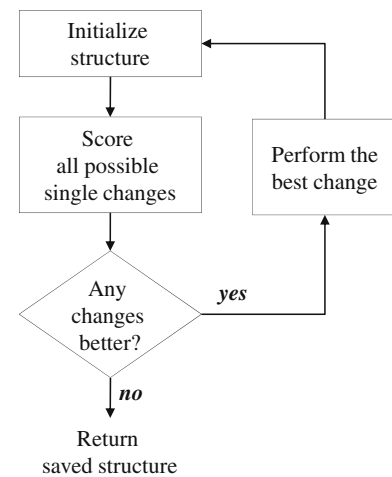 Initialize
structure
Score
all possible
single changes
Perform the
best change
Any
changes
better?
yes
no
Return
saved structure